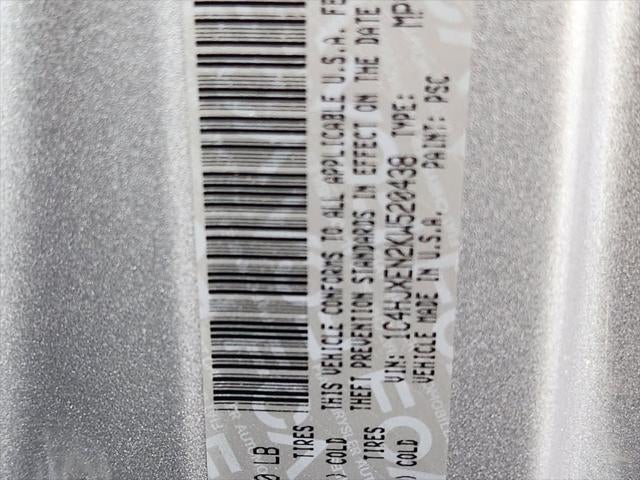 0 LB
TIRES
) COLD THIS VEHICLE CONFORMS TO ALL APPLICABLE U.S.A. FE
TIRES THEFT PREVENTION STANDARDS IN EFFECT ON THE DATE
) COLD VIN: 1C4HJXEN2KW520438 TYPE: MP
VEHICLE MADE IN U.S.A. PAINT: PSC